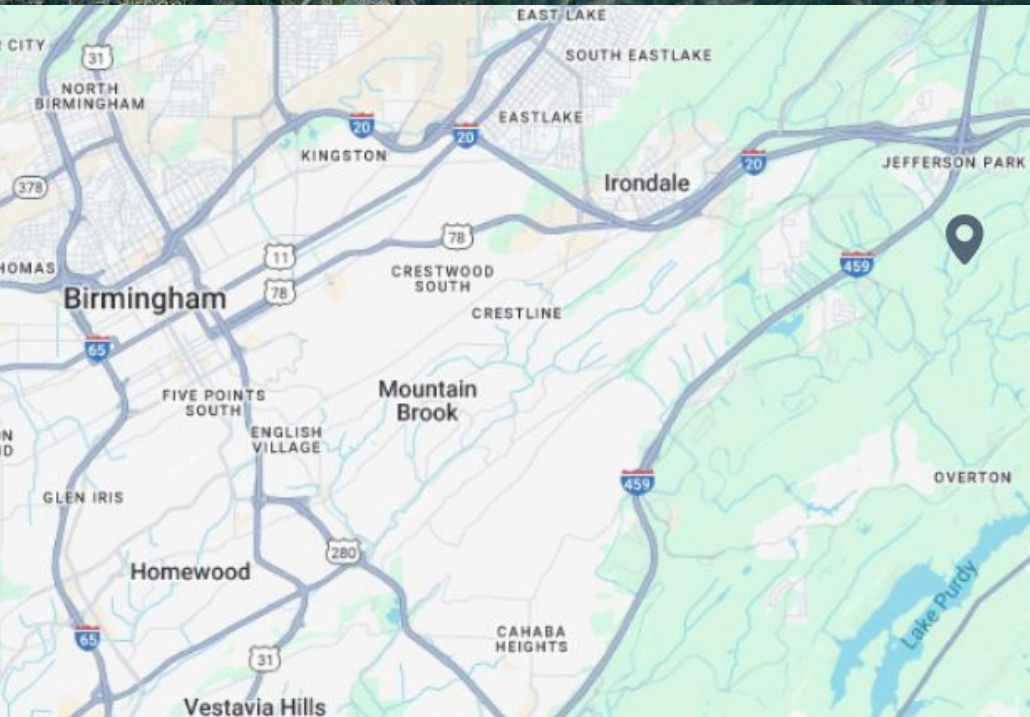 EAST LAKE
CITY
31
SOUTH EASTLAKE
NORTH
BIRMINGHAM
EASTLAKE
20
20
KINGSTON
20
JEFFERSON PARK
Irondale
378
78
11
459
HOMAS
CRESTWOOD
SOUTH
78
Birmingham
CRESTLINE
65
Mountain
Brook
FIVE POINTS
SOUTH
ENGLISH
VILLAGE
459
OVERTON
GLEN IRIS
280
Homewood
Lake Purdy
65
CAHABA
HEIGHTS
31
Vestavia Hills